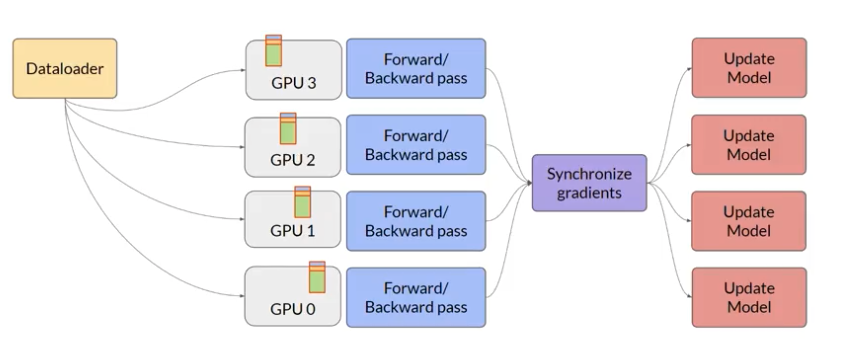 Dataloader
GPU 3
Forward/
Backward pass
GPU 2
Forward/
Backward pass
GPU 1
Forward/
Backward pass
GPU 0
Forward/
Backward pass
Synchronize
gradients
Update
Model
Update
Model
Update
Model
Update
Model